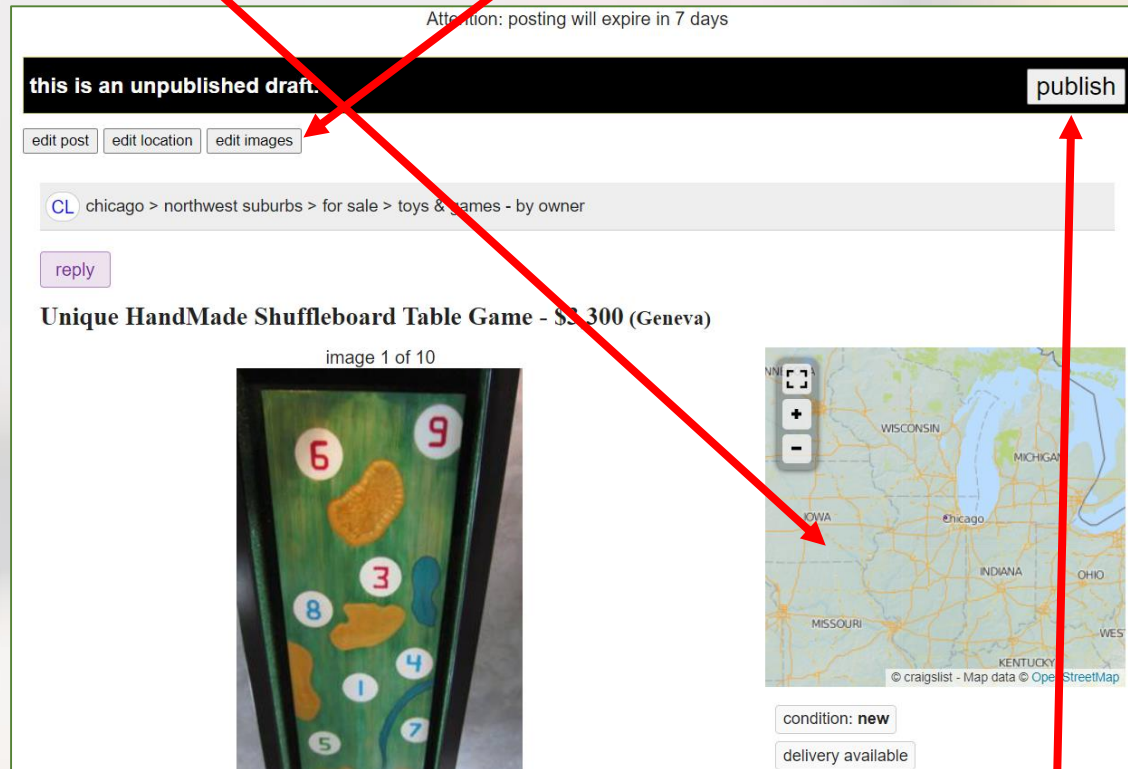 Attention: posting will expire in 7 days
this is an unpublished draft.
publish
edit post edit location edit images
CL chicago > northwest suburbs > for sale > toys & games - by owner
reply
Unique HandMade Shuffleboard Table Game - $3,300 (Geneva)
image 1 of 10
9
6
3
8
4
1
7
5
+
−
WISCONSIN
MICHIGAN
IOWA
Chicago
INDIANA
OHIO
MISSOURI
KENTUCKY
© craigslist - Map data © OpenStreetMap
condition: new
delivery available